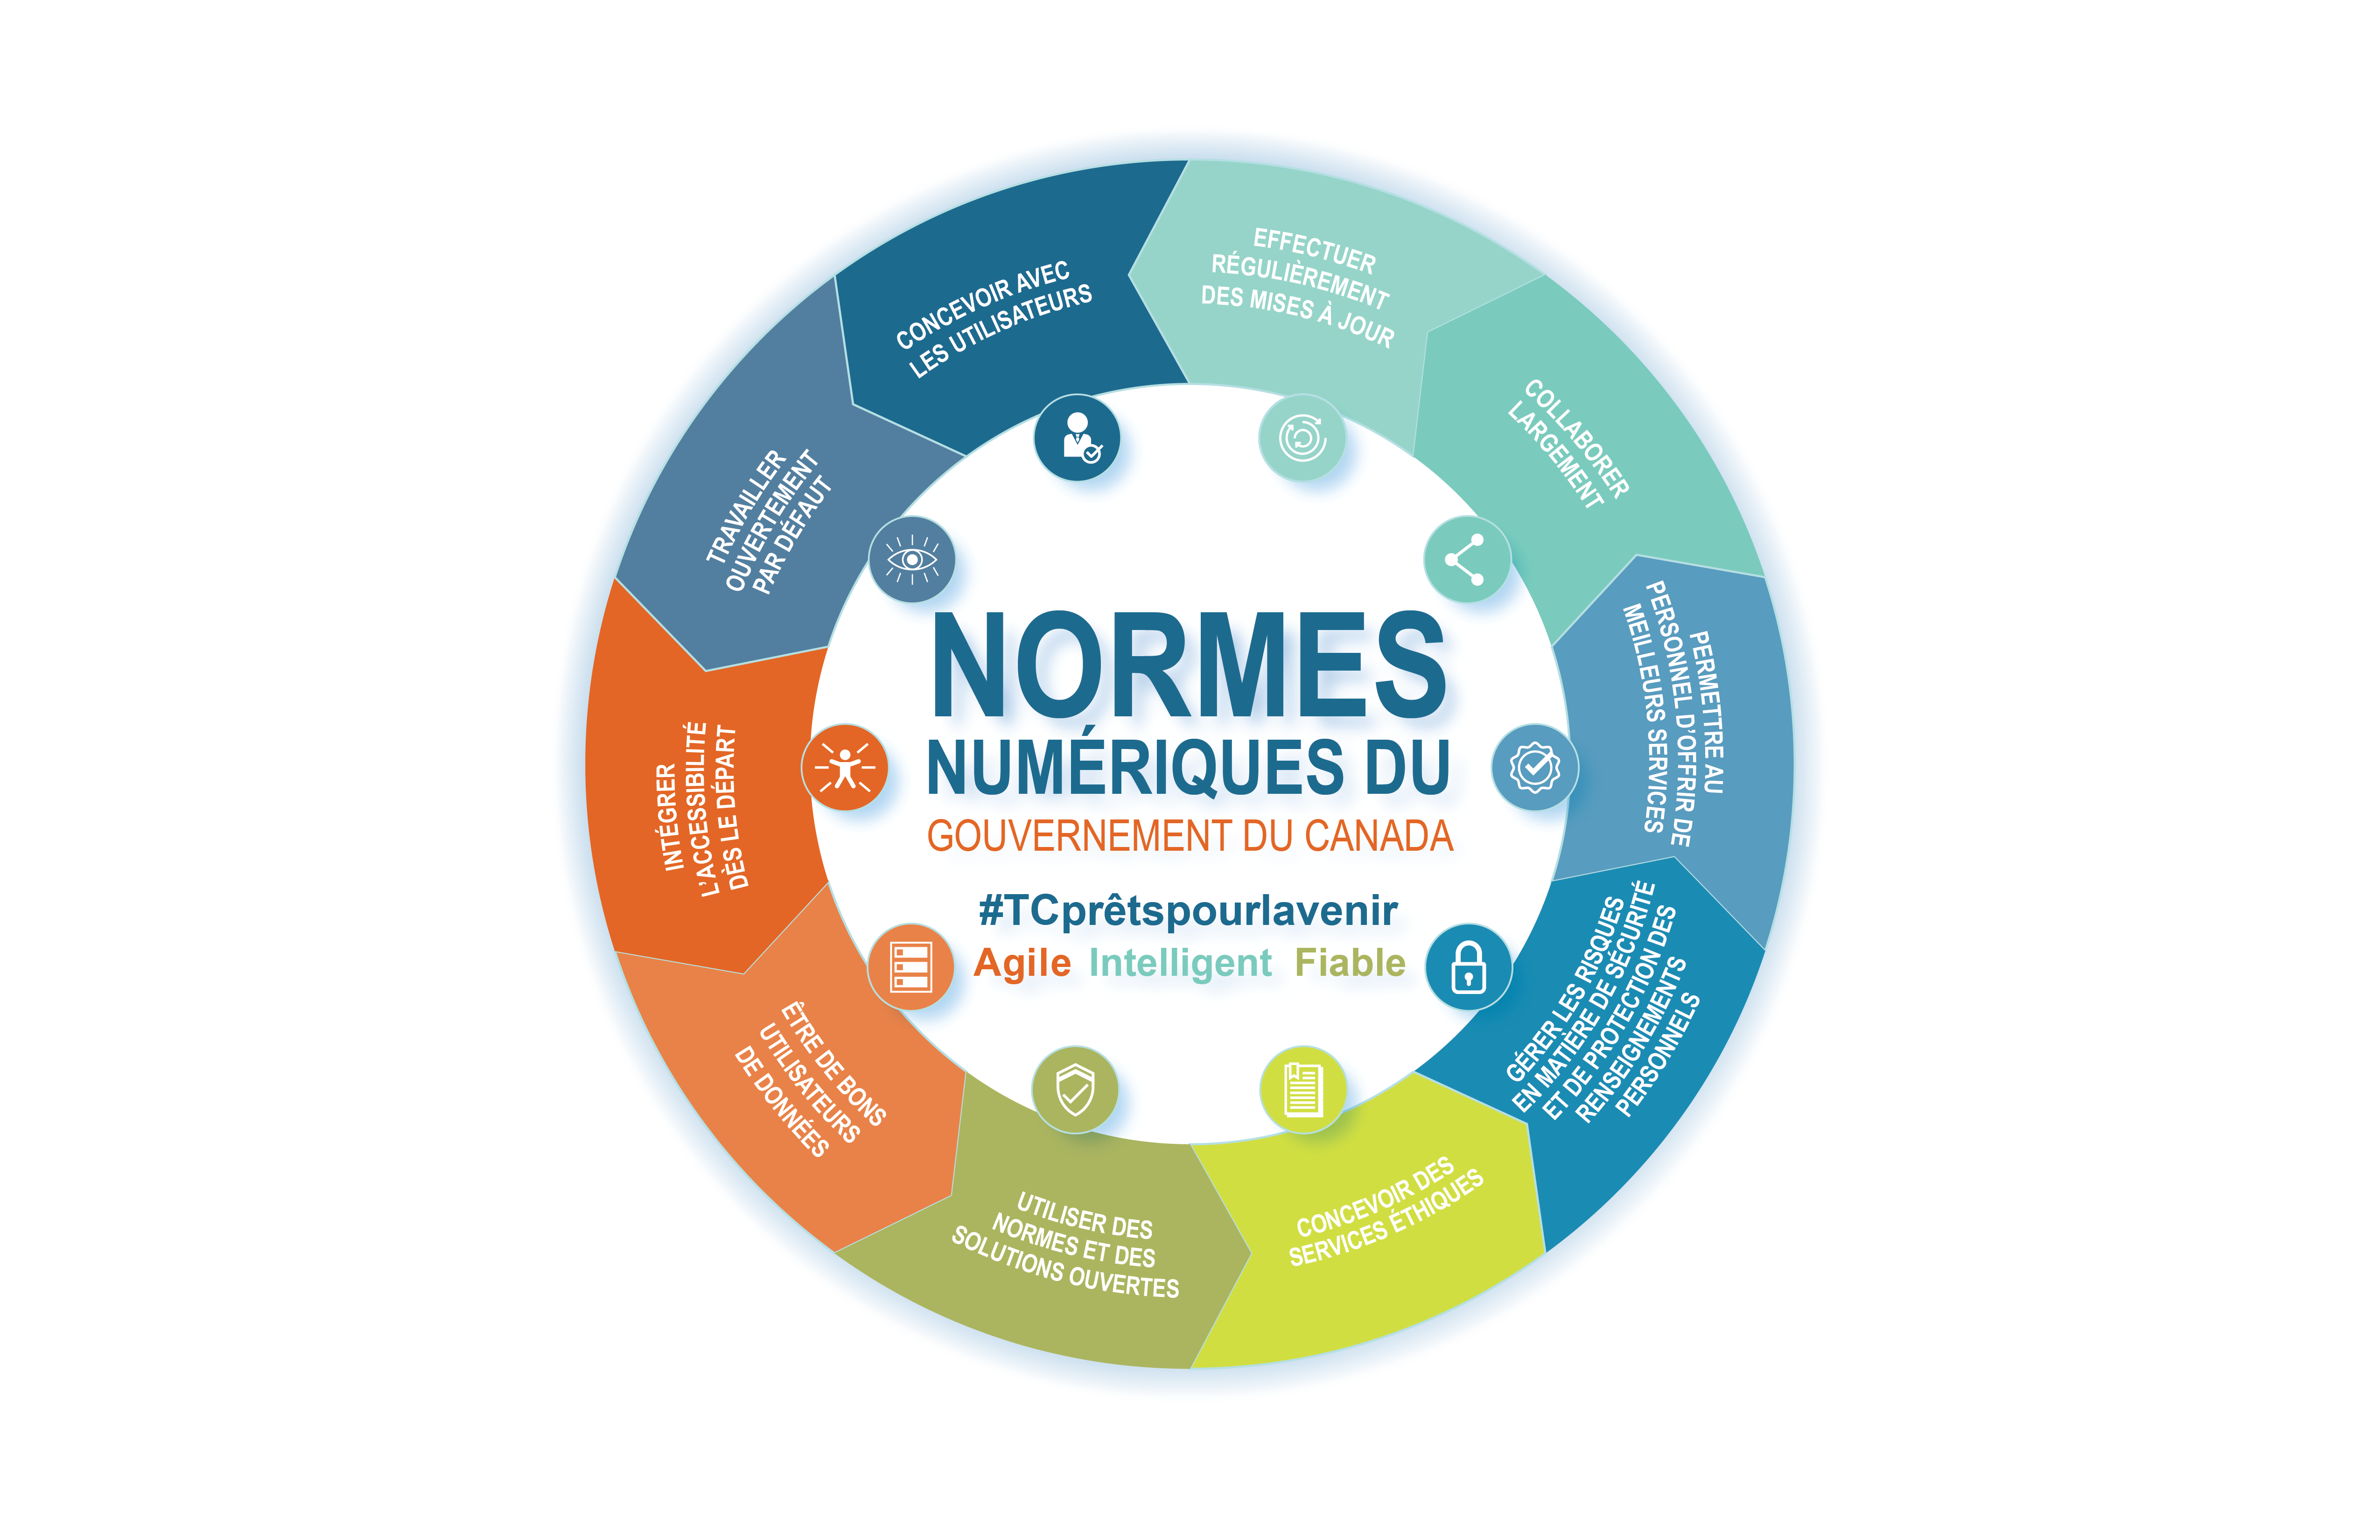 NORMES
NUMÉRIQUES DU
GOUVERNEMENT DU CANADA
#TCprêtspourlavenir
Agile Intelligent Fiable
CONCEVOIR AVEC
LES UTILISATEURS
EFFECTUER
RÉGULIÈREMENT
DES MISES À JOUR
COLLABORER
LARGEMENT
PERMETTRE AU
PERSONNEL D'OFFRIR DE
MEILLEURS SERVICES
GÉRER LES RISQUES
EN MATIÈRE DE SÉCURITÉ
ET DE PROTECTION DES
RENSEIGNEMENTS
PERSONNELS
CONCEVOIR DES
SERVICES ÉTHIQUES
UTILISER DES
NORMES ET DES
SOLUTIONS OUVERTES
ÊTRE DE BONS
UTILISATEURS
DE DONNÉES
INTÉGRER
L'ACCESSIBILITÉ
DÈS LE DÉPART
TRAVAILLER
OUVERTEMENT
PAR DÉFAUT